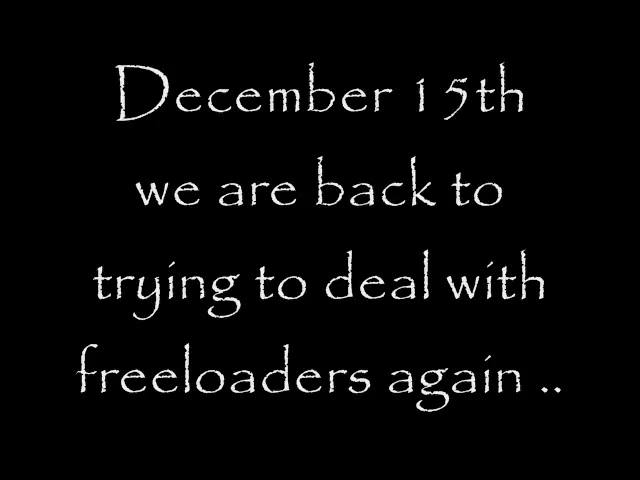 December 15th
we are back to
trying to deal with
freeloaders again ..